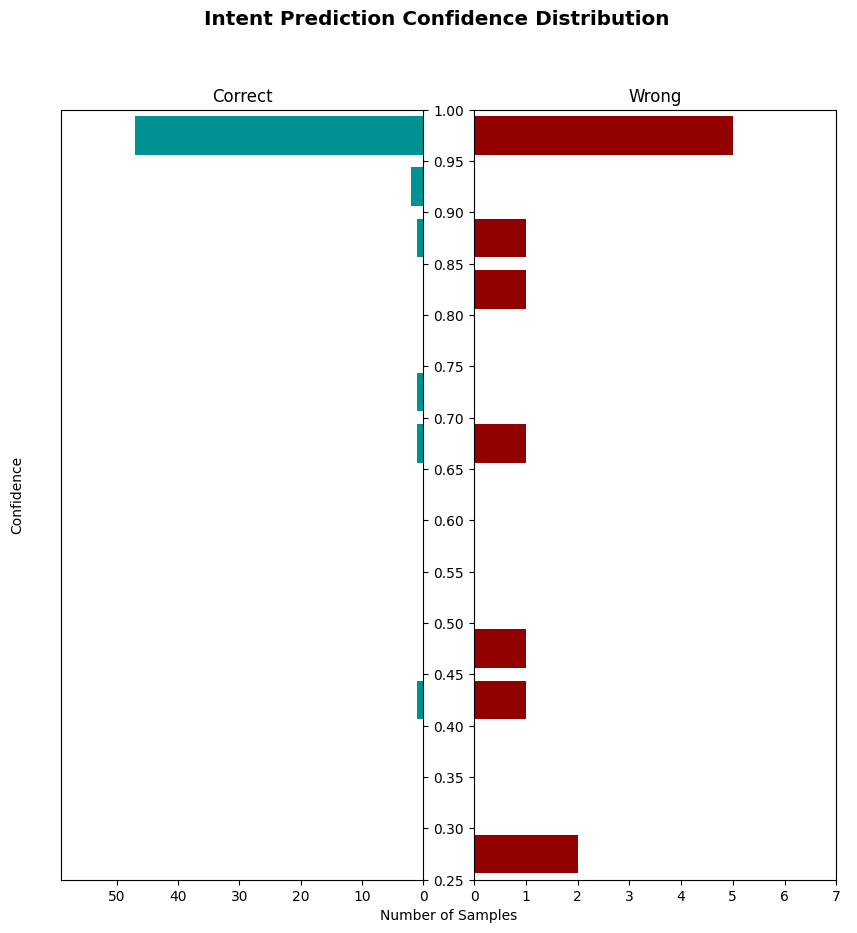 Intent Prediction Confidence Distribution
Correct
Wrong
1.00
0.95
0.90
0.85
0.80
0.75
0.70
0.65
0.60
0.55
0.50
0.45
0.40
0.35
0.30
0.25
Confidence
50 40 30 20 10 0
0 1 2 3 4 5 6 7
Number of Samples